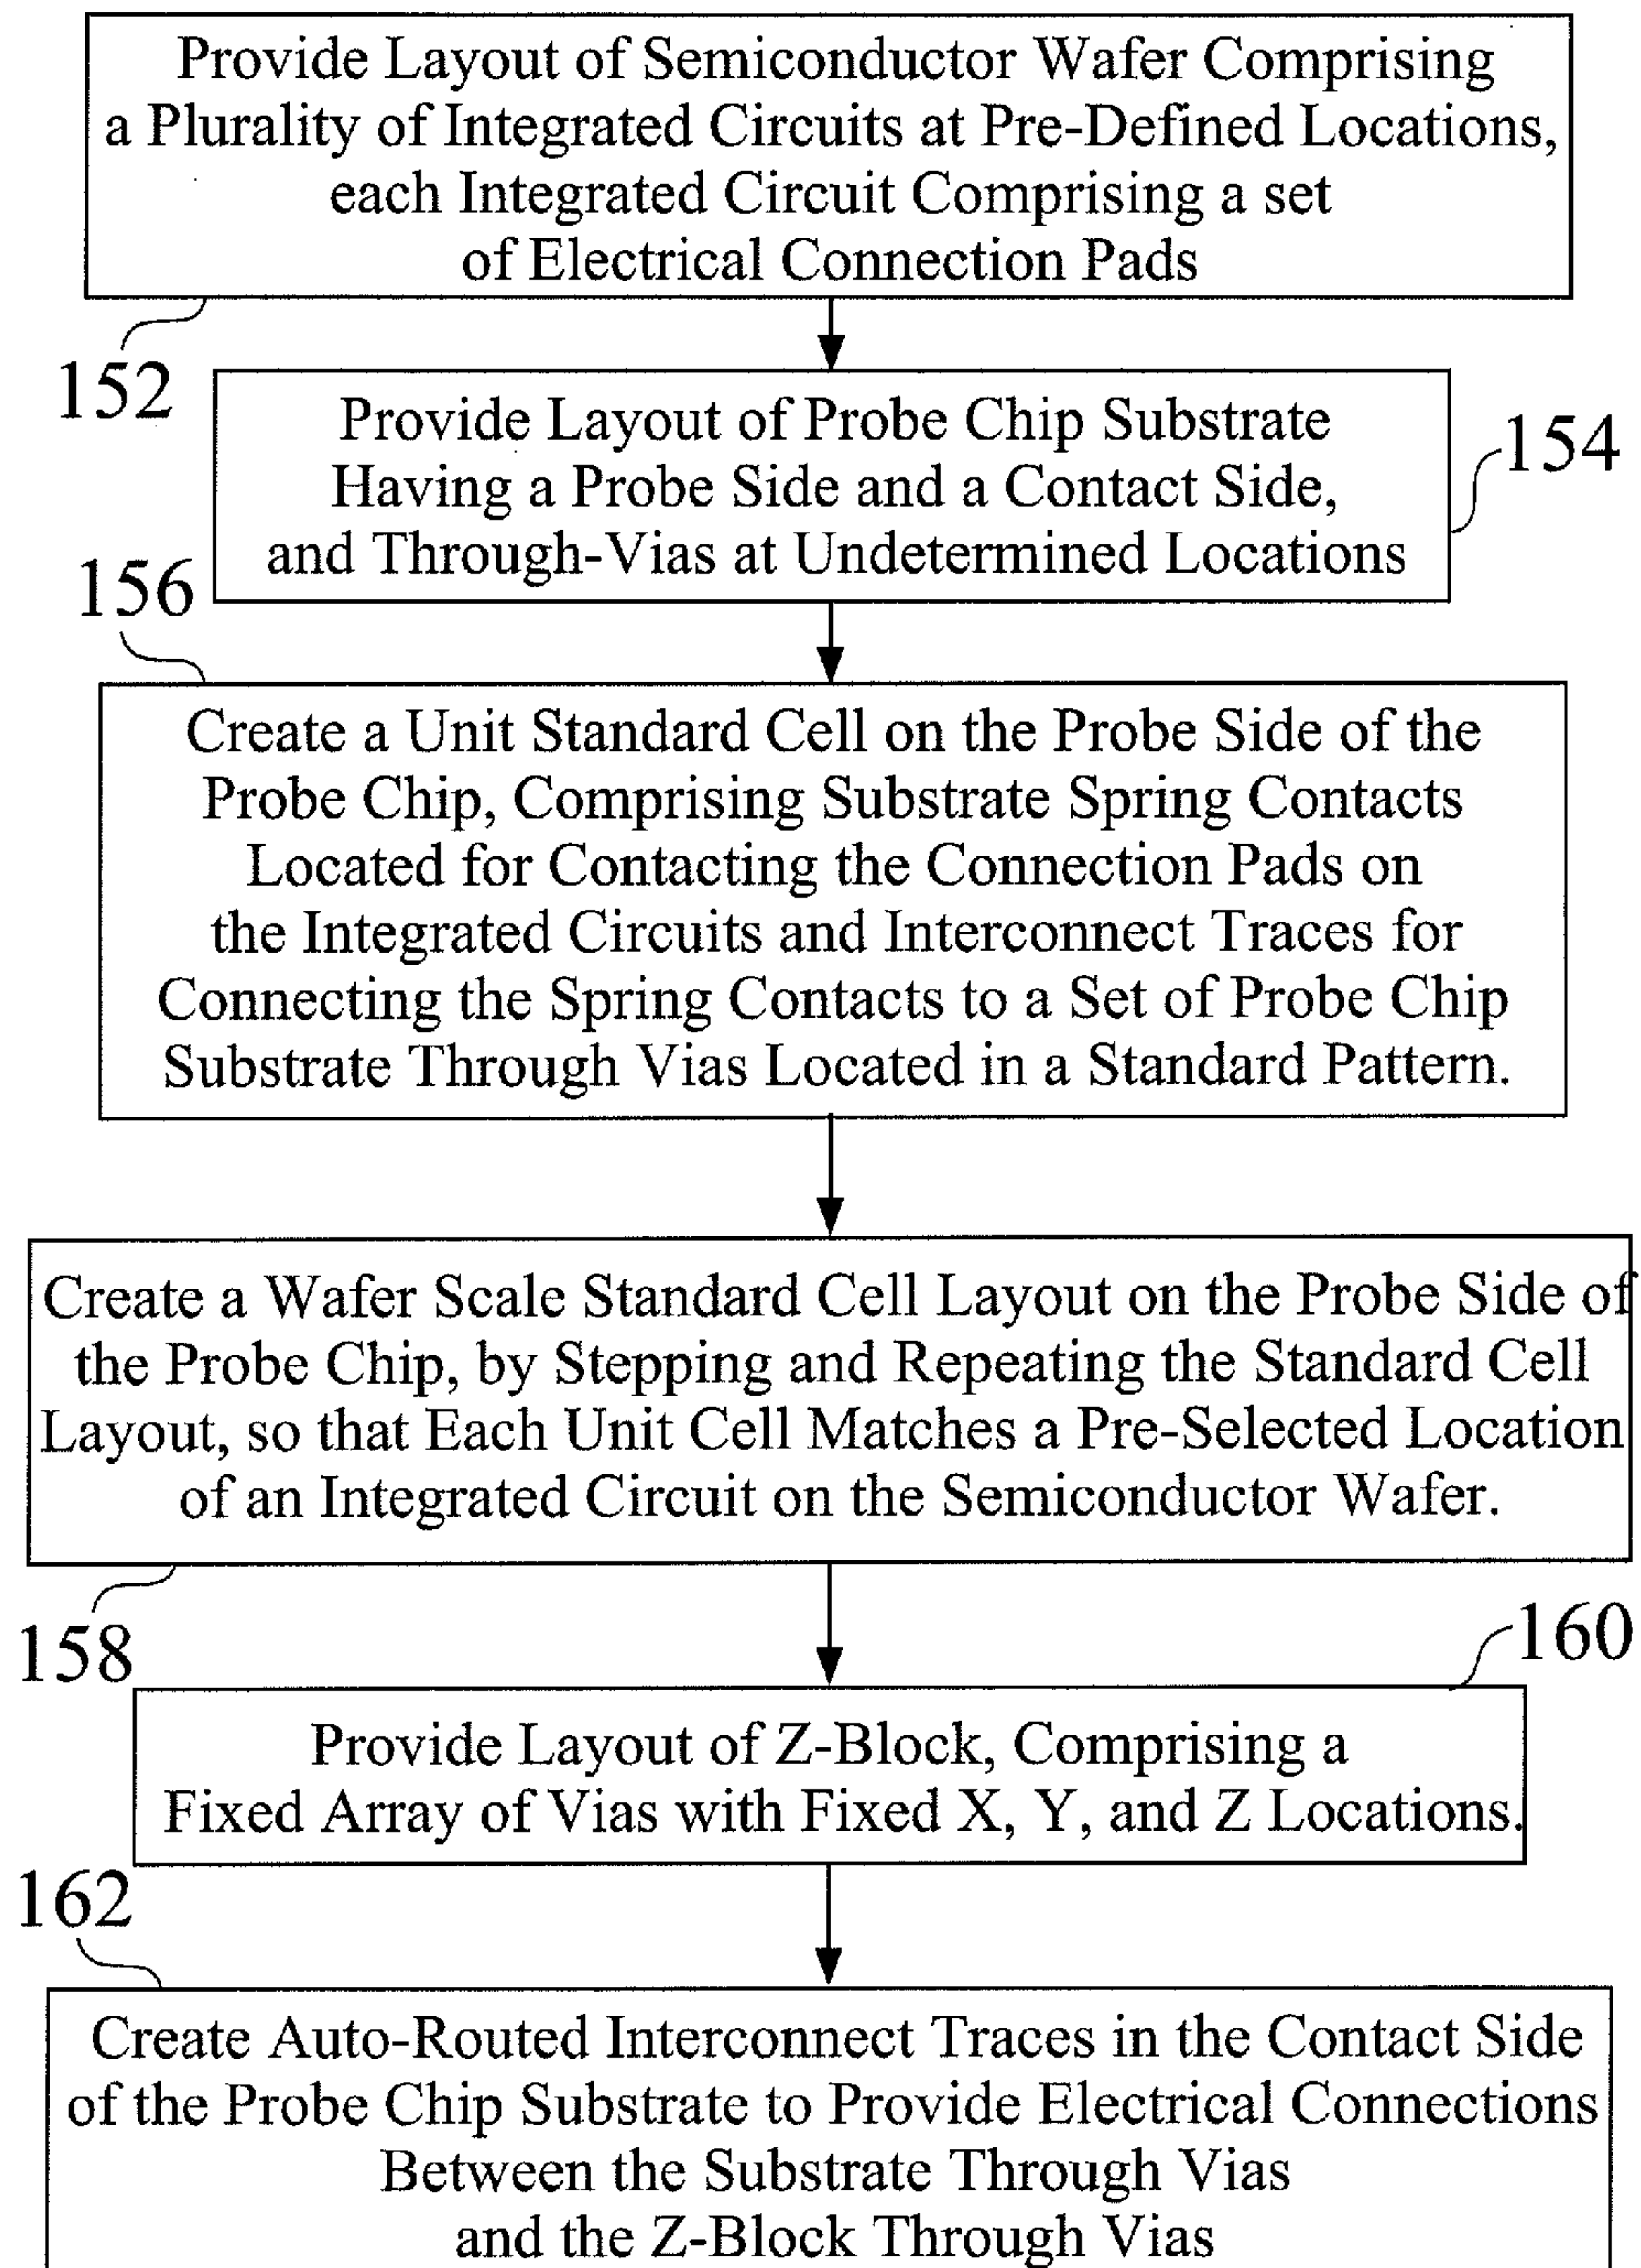 Provide Layout of Semiconductor Wafer Comprising
a Plurality of Integrated Circuits at Pre-Defined Locations,
each Integrated Circuit Comprising a set
of Electrical Connection Pads
152
Provide Layout of Probe Chip Substrate
Having a Probe Side and a Contact Side,
and Through-Vias at Undetermined Locations
154
156
Create a Unit Standard Cell on the Probe Side of the
Probe Chip, Comprising Substrate Spring Contacts
Located for Contacting the Connection Pads on
the Integrated Circuits and Interconnect Traces for
Connecting the Spring Contacts to a Set of Probe Chip
Substrate Through Vias Located in a Standard Pattern.
Create a Wafer Scale Standard Cell Layout on the Probe Side of
the Probe Chip, by Stepping and Repeating the Standard Cell
Layout, so that Each Unit Cell Matches a Pre-Selected Location
of an Integrated Circuit on the Semiconductor Wafer.
158
160
Provide Layout of Z-Block, Comprising a
Fixed Array of Vias with Fixed X, Y, and Z Locations.
162
Create Auto-Routed Interconnect Traces in the Contact Side
of the Probe Chip Substrate to Provide Electrical Connections
Between the Substrate Through Vias
and the Z-Block Through Vias